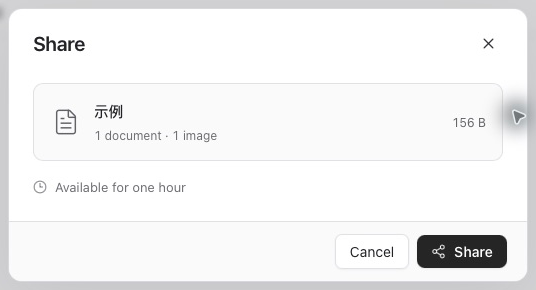 Share
示例
1 document · 1 image
156 B
Available for one hour
Cancel
Share